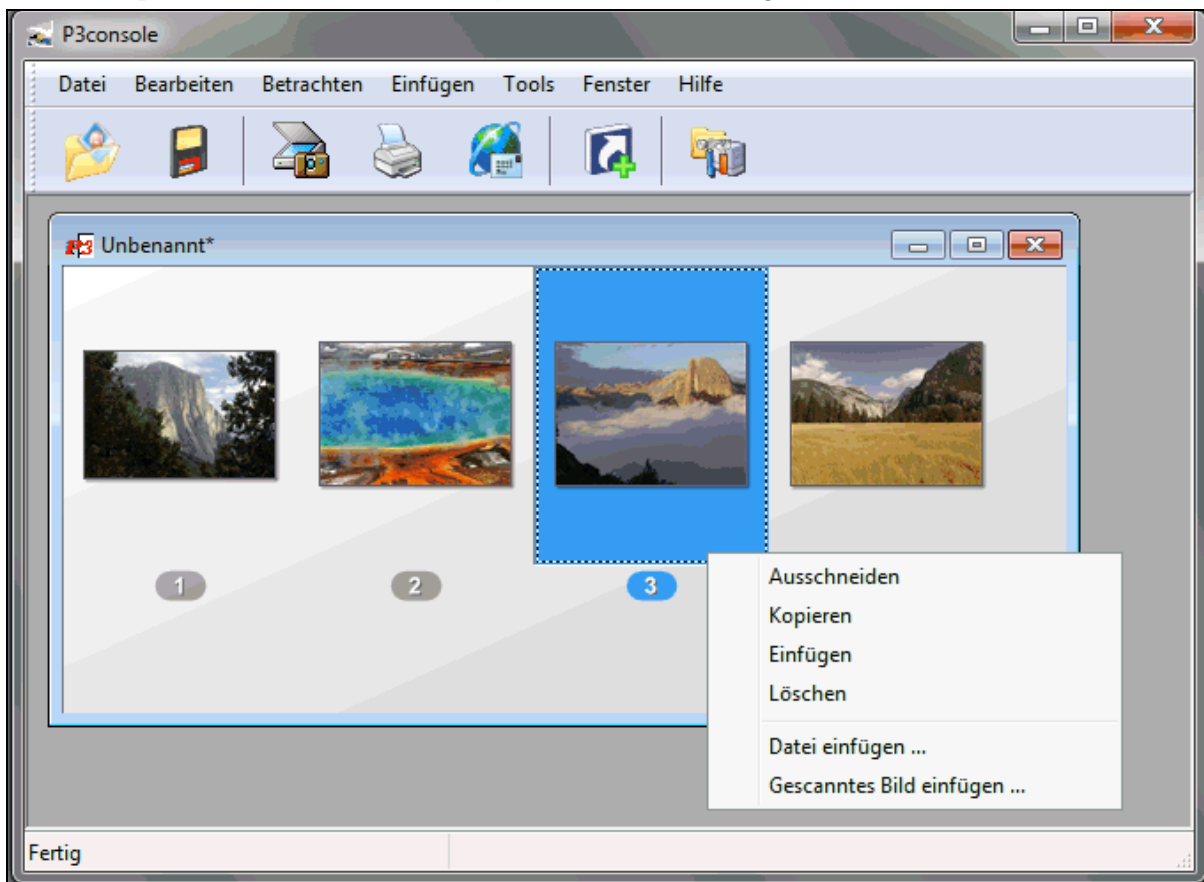 P3console
Datei Bearbeiten Betrachten Einfügen Tools Fenster Hilfe
P3 Unbenannt*
1 2 3
Ausschneiden
Kopieren
Einfügen
Löschen
Datei einfügen ...
Gescanntes Bild einfügen ...
Fertig